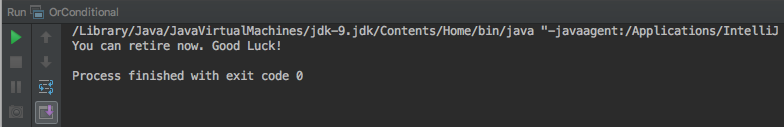 Run OrConditional
/Library/Java/JavaVirtualMachines/jdk-9.jdk/Contents/Home/bin/java "-javaagent:/Applications/IntelliJ
You can retire now. Good Luck!
Process finished with exit code 0